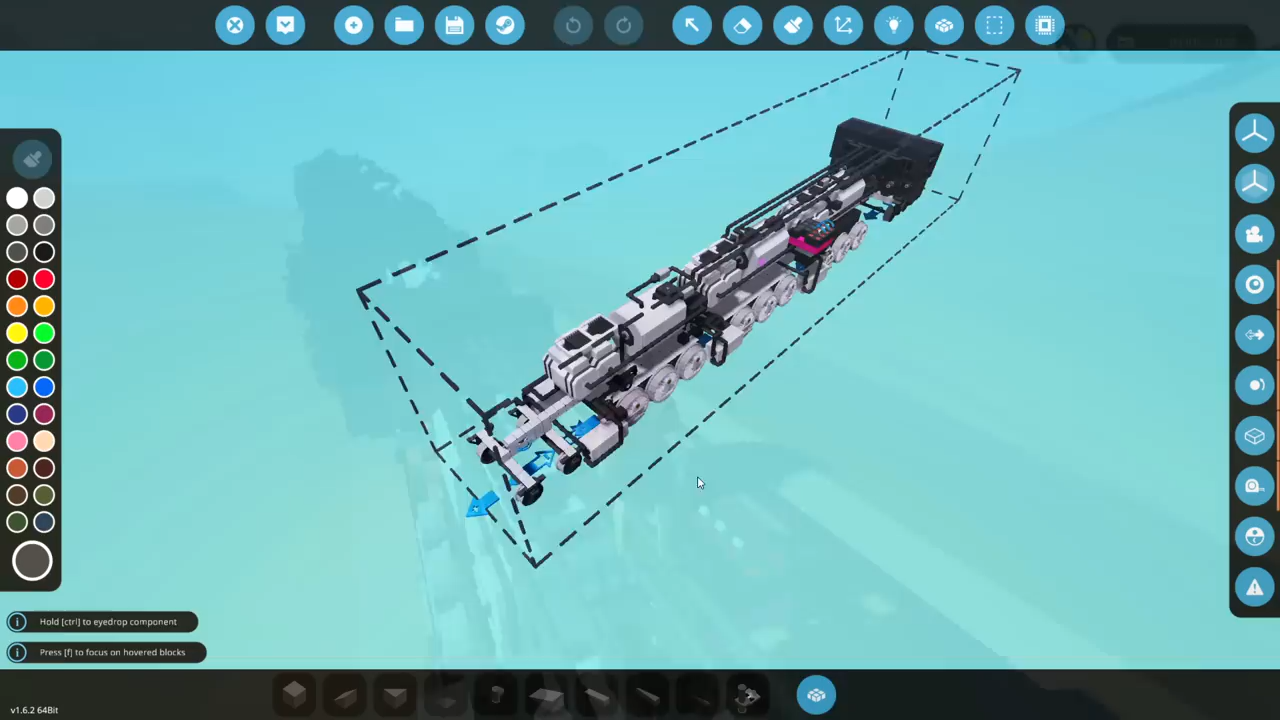 Hold [ctrl] to eyedrop component
Press [f] to focus on hovered blocks
v1.6.2 64Bit